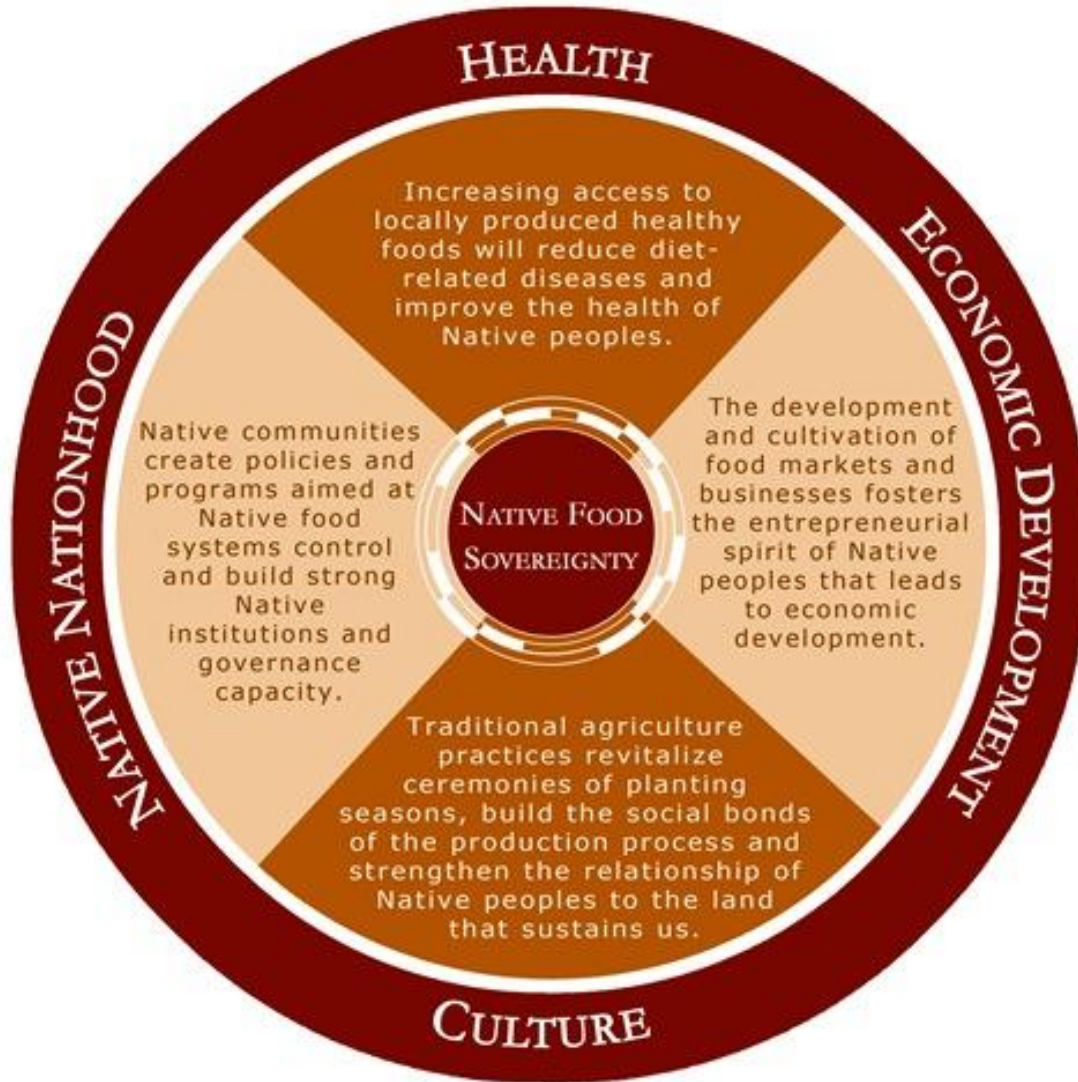 HEALTH
Increasing access to
locally produced healthy
foods will reduce diet-
related diseases and
improve the health of
Native peoples.
ECONOMIC DEVELOPMENT
The development
and cultivation of
food markets and
businesses fosters
the entrepreneurial
spirit of Native
peoples that leads
to economic
development.
CULTURE
Traditional agriculture
practices revitalize
ceremonies of planting
seasons, build the social bonds
of the production process and
strengthen the relationship of
Native peoples to the land
that sustains us.
NATIVE NATIONHOOD
Native communities
create policies and
programs aimed at
Native food
systems control
and build strong
Native
institutions and
governance
capacity.
NATIVE FOOD
SOVEREIGNTY